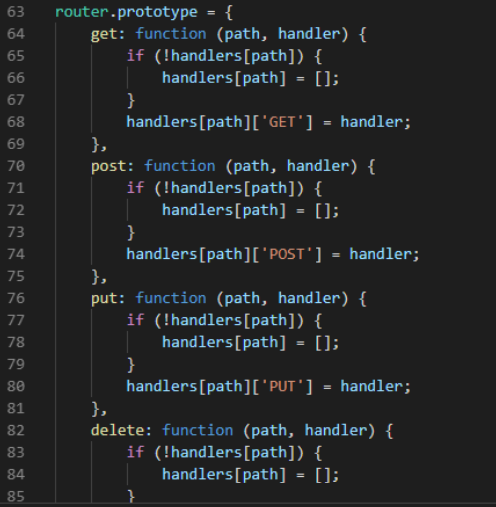 63 router.prototype = {
64 get: function (path, handler) {
65 if (!handlers[path]) {
66 handlers[path] = [];
67 }
68 handlers[path]['GET'] = handler;
69 },
70 post: function (path, handler) {
71 if (!handlers[path]) {
72 handlers[path] = [];
73 }
74 handlers[path]['POST'] = handler;
75 },
76 put: function (path, handler) {
77 if (!handlers[path]) {
78 handlers[path] = [];
79 }
80 handlers[path]['PUT'] = handler;
81 },
82 delete: function (path, handler) {
83 if (!handlers[path]) {
84 handlers[path] = [];
85 }